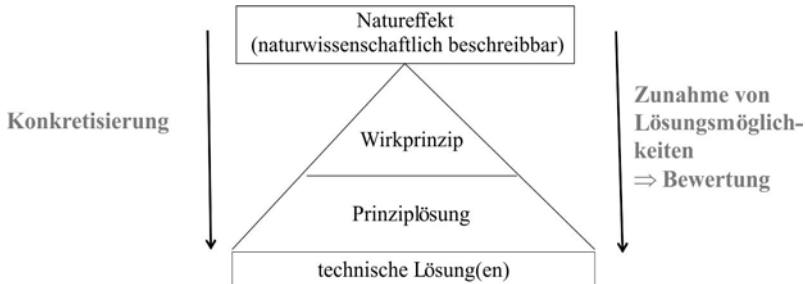 Natureffekt
(naturwissenschaftlich beschreibbar)
Konkretisierung
Zunahme von
Lösungsmöglich-
keiten
⇒ Bewertung
Wirkprinzip
Prinziplösung
technische Lösung(en)